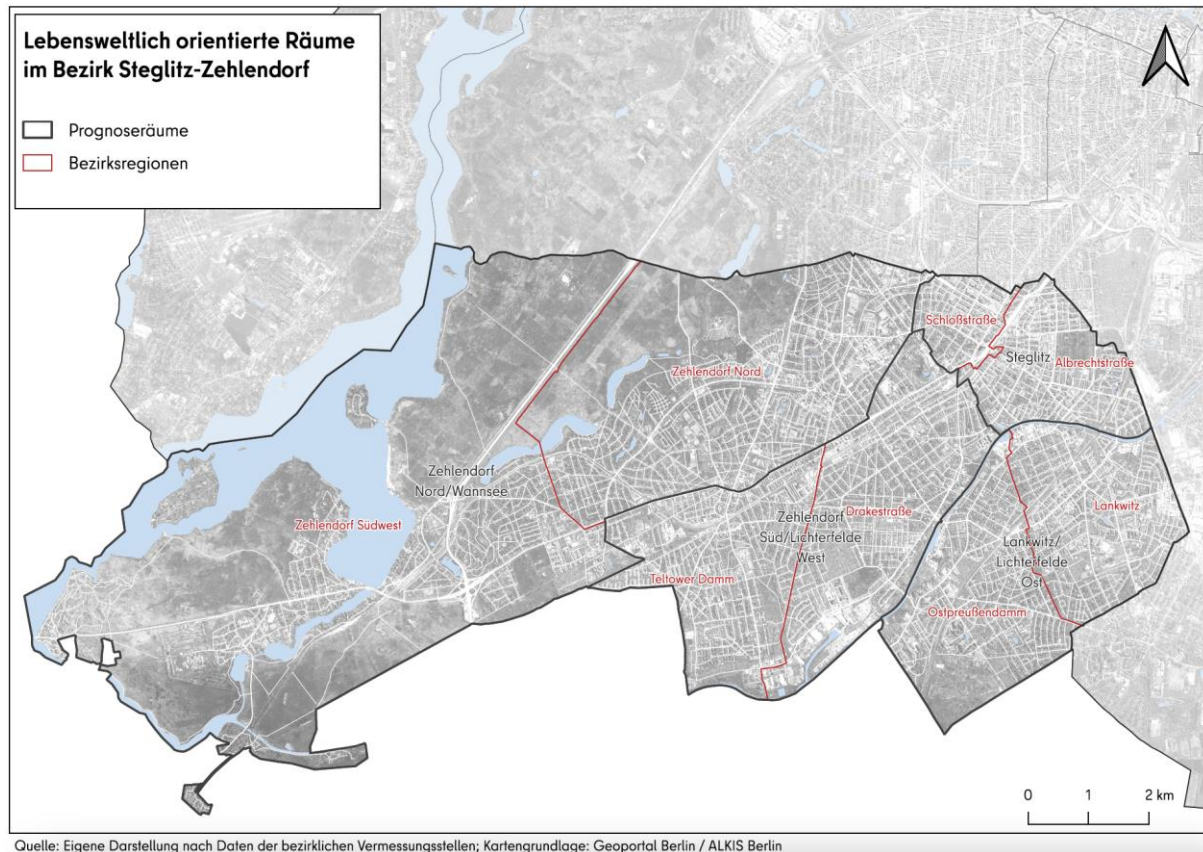 Lebensweltlich orientierte Räume
im Bezirk Steglitz-Zehlendorf
Prognoseräume
Bezirksregionen
Schloßstraße
Steglitz
Albrechtstraße
Zehlendorf Nord
Zehlendorf
Nord/Wannsee
Zehlendorf Südwest
Zehlendorf
Süd/Lichterfelde
West
Drakestraße
Lankwitz
Lankwitz/
Lichterfelde
Ost
Teltower Damm
Ostpreußendamm
0 1 2 km
Quelle: Eigene Darstellung nach Daten der bezirklichen Vermessungsstellen; Kartengrundlage: Geoportal Berlin / ALKIS Berlin